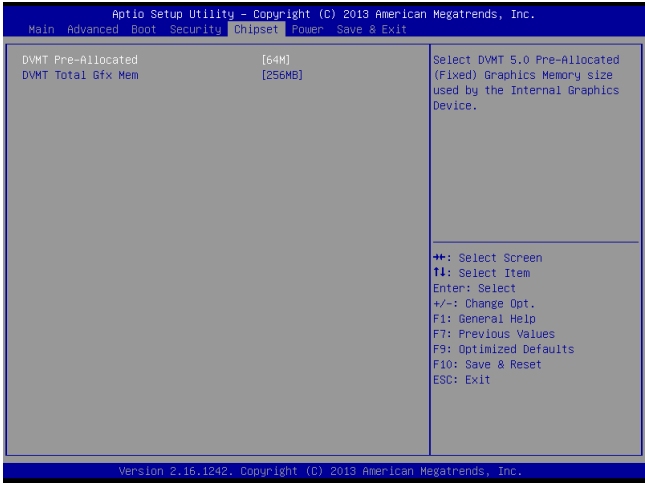 Aptio Setup Utility – Copyright (C) 2013 American Megatrends, Inc.
Main Advanced Boot Security Chipset Power Save & Exit
DVMT Pre-Allocated [64M]
DVMT Total Gfx Mem [256MB]
Select DVMT 5.0 Pre-Allocated
(Fixed) Graphics Memory size
used by the Internal Graphics
Device.
→←: Select Screen
↑↓: Select Item
Enter: Select
+/-: Change Opt.
F1: General Help
F7: Previous Values
F9: Optimized Defaults
F10: Save & Reset
ESC: Exit
Version 2.16.1242. Copyright (C) 2013 American Megatrends, Inc.